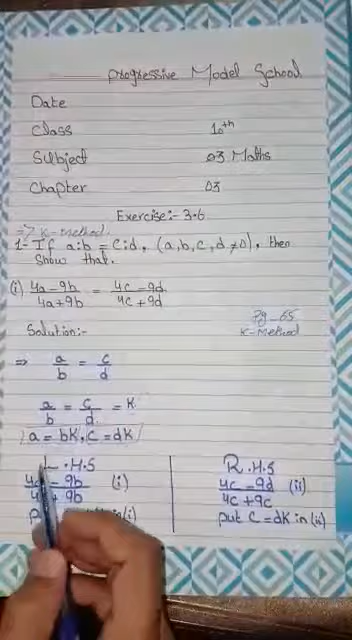 Progressive Model School
Date
Class 10th
Subject 03 Maths
Chapter 03
Exercise:- 3.6
=> K-Method.
1- If a:b = c:d, (a,b,c,d ≠0), then
Show that.
(i) 4a-9b/4a+9b = 4c-9d/4c+9d
Pg-65
Solution:-
K-Method
=> a/b = c/d
a/b = c/d = K
a = bK, c = dK
L.H.S
9b (i)
+ 9b
in(i)
R.H.S
4c-9d/4c+9c (ii)
put c = dK in (ii)